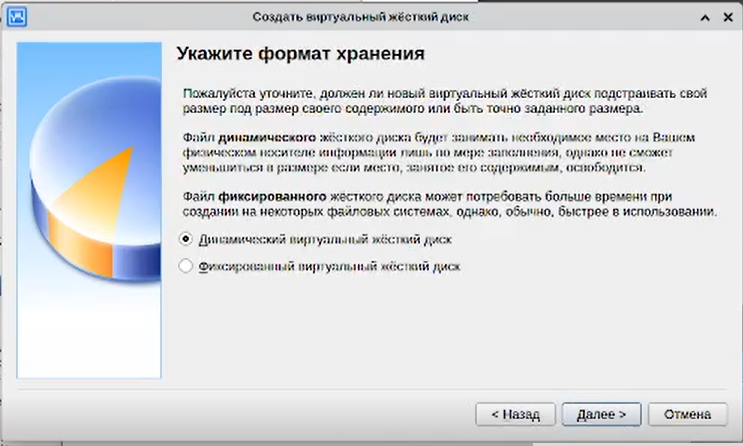 Создать виртуальный жёсткий диск
Укажите формат хранения
Пожалуйста уточните, должен ли новый виртуальный жёсткий диск подстраивать свой
размер под размер своего содержимого или быть точно заданного размера.
Файл динамического жёсткого диска будет занимать необходимое место на Вашем
физическом носителе информации лишь по мере заполнения, однако не сможет
уменьшиться в размере если место, занятое его содержимым, освободится.
Файл фиксированного жёсткого диска может потребовать больше времени при
создании на некоторых файловых системах, однако, обычно, быстрее в использовании.
Динамический виртуальный жёсткий диск
Фиксированный виртуальный жёсткий диск
< Назад
Далее >
Отмена